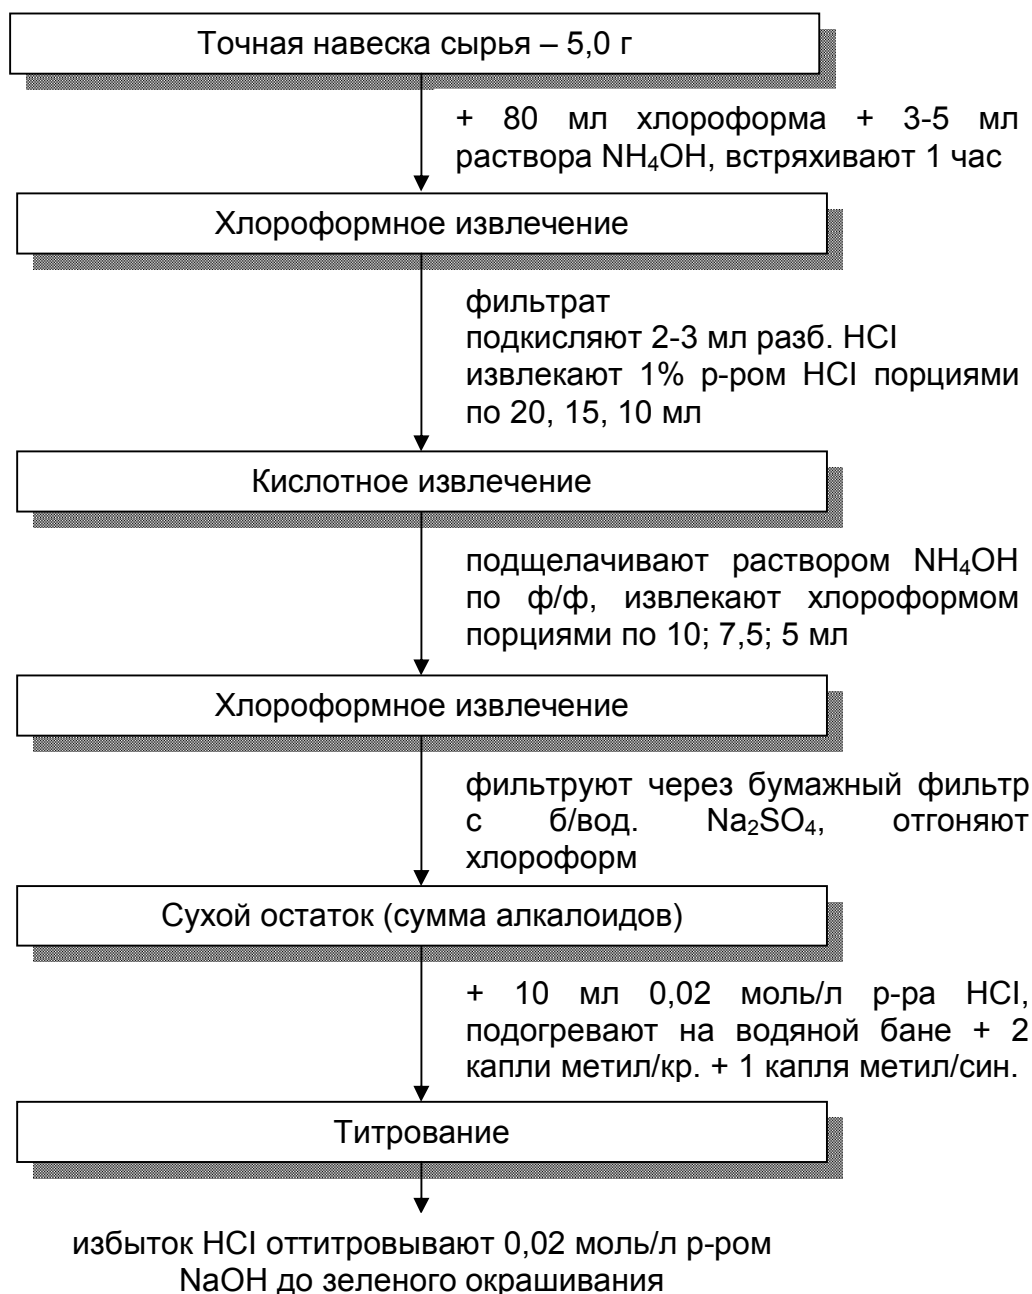 Точная навеска сырья – 5,0 г
+ 80 мл хлороформа + 3-5 мл
раствора NH₄OH, встряхивают 1 час
Хлороформное извлечение
фильтрат
подкисляют 2-3 мл разб. HCl
извлекают 1% р-ром HCl порциями
по 20, 15, 10 мл
Кислотное извлечение
подщелачивают раствором NH₄OH
по ф/ф, извлекают хлороформом
порциями по 10; 7,5; 5 мл
Хлороформное извлечение
фильтруют через бумажный фильтр
с б/вод. Na₂SO₄, отгоняют
хлороформ
Сухой остаток (сумма алкалоидов)
+ 10 мл 0,02 моль/л р-ра HCl,
подогревают на водяной бане + 2
капли метил/кр. + 1 капля метил/син.
Титрование
избыток HCl оттитровывают 0,02 моль/л р-ром
NaOH до зеленого окрашивания